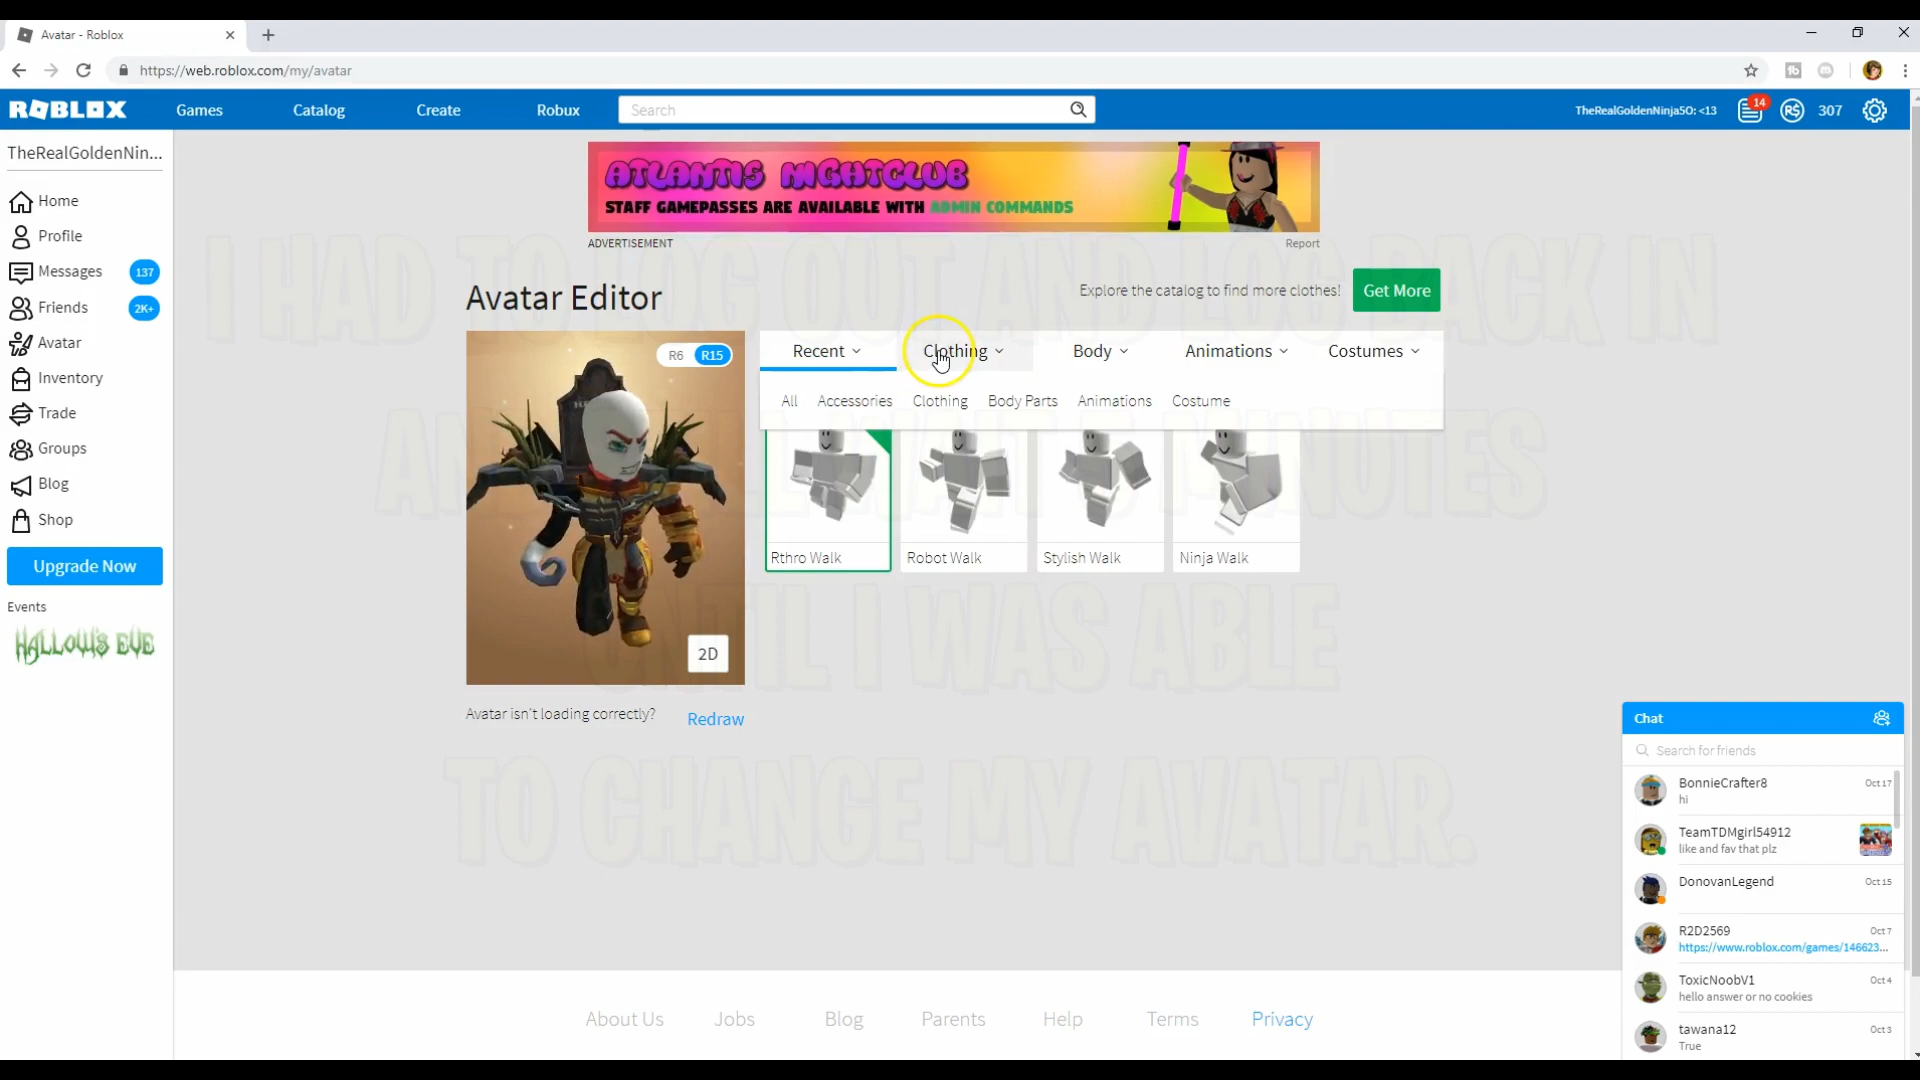 Avatar - Roblox
https://web.roblox.com/my/avatar
ROBLOX
Games
Catalog
Create
Robux
Search
TheRealGoldenNinja5O: <13
14
307
TheRealGoldenNin...
Home
Profile
Messages
137
Friends
2K+
Avatar
Inventory
Trade
Groups
Blog
Shop
Upgrade Now
Events
HALLOW'S EVE
ATLANTIS NIGHTCLUB
STAFF GAMEPASSES ARE AVAILABLE WITH ADMIN COMMANDS
ADVERTISEMENT
Report
I HAD TO LOG OUT AND LOG BACK IN
MINUTES
UNTIL I WAS ABLE
TO CHANGE MY AVATAR.
Avatar Editor
Explore the catalog to find more clothes!
Get More
R6
R15
2D
Avatar isn't loading correctly?
Redraw
Recent
Clothing
Body
Animations
Costumes
All
Accessories
Clothing
Body Parts
Animations
Costume
Rthro Walk
Robot Walk
Stylish Walk
Ninja Walk
Chat
Search for friends
BonnieCrafter8
Oct 17
hi
TeamTDMgirl54912
like and fav that plz
DonovanLegend
Oct 15
R2D2569
Oct 7
https://www.roblox.com/games/146623...
ToxicNoobV1
Oct 4
hello answer or no cookies
tawana12
Oct 3
True
About Us
Jobs
Blog
Parents
Help
Terms
Privacy